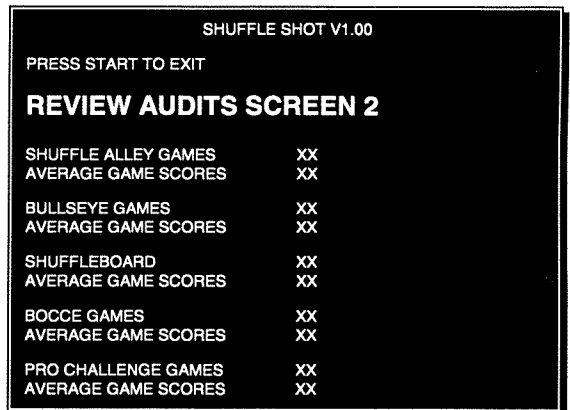 SHUFFLE SHOT V1.00
PRESS START TO EXIT
REVIEW AUDITS SCREEN 2
SHUFFLE ALLEY GAMES XX
AVERAGE GAME SCORES XX
BULLSEYE GAMES XX
AVERAGE GAME SCORES XX
SHUFFLEBOARD XX
AVERAGE GAME SCORES XX
BOCCE GAMES XX
AVERAGE GAME SCORES XX
PRO CHALLENGE GAMES XX
AVERAGE GAME SCORES XX